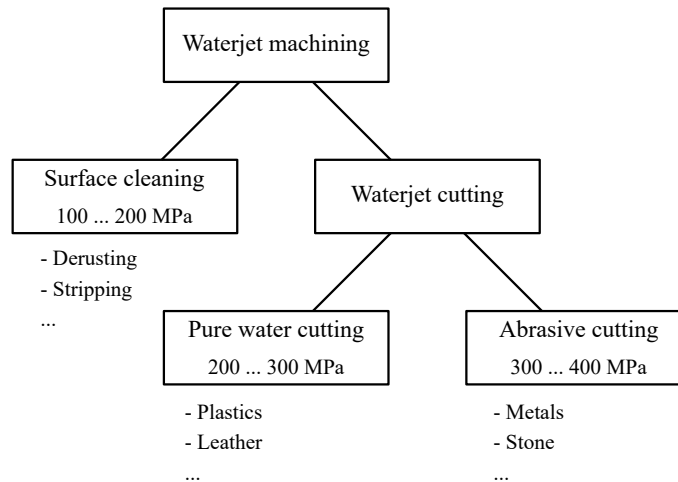 Waterjet machining
Surface cleaning
100 ... 200 MPa
- Derusting
- Stripping
...
Waterjet cutting
Pure water cutting
200 ... 300 MPa
- Plastics
- Leather
...
Abrasive cutting
300 ... 400 MPa
- Metals
- Stone
...